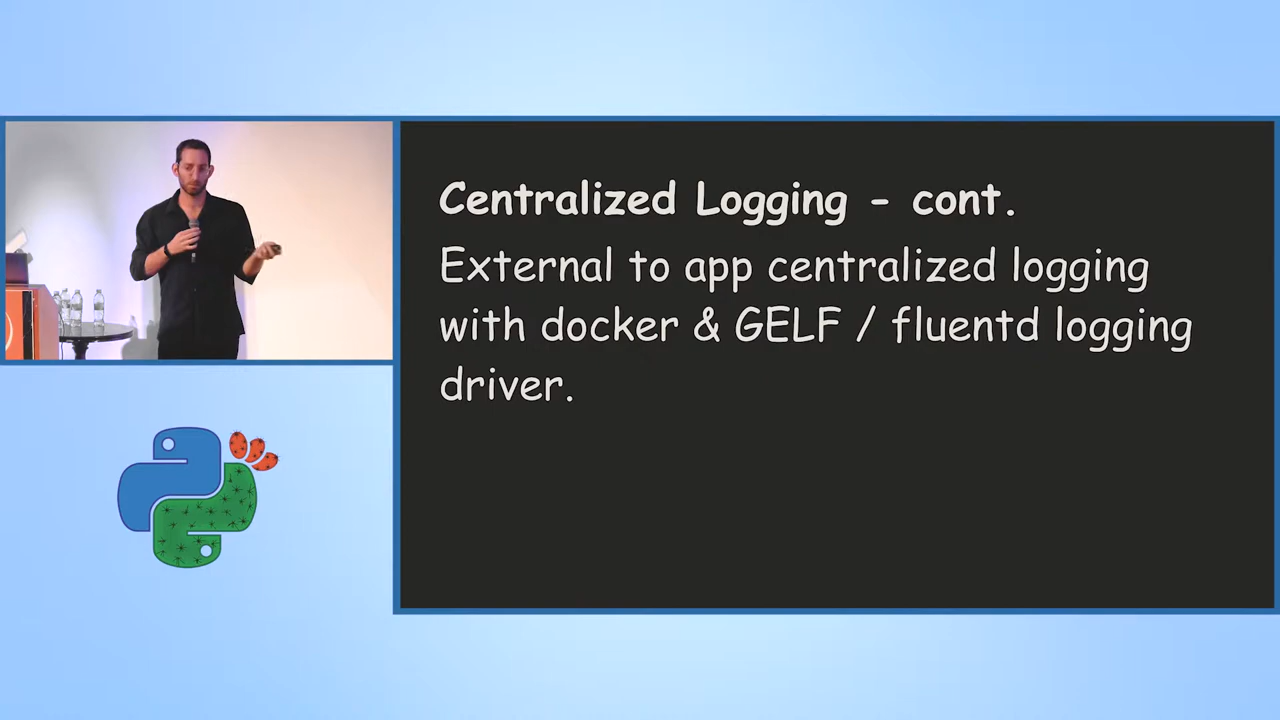 Centralized Logging - cont.
External to app centralized logging
with docker & GELF / fluentd logging
driver.